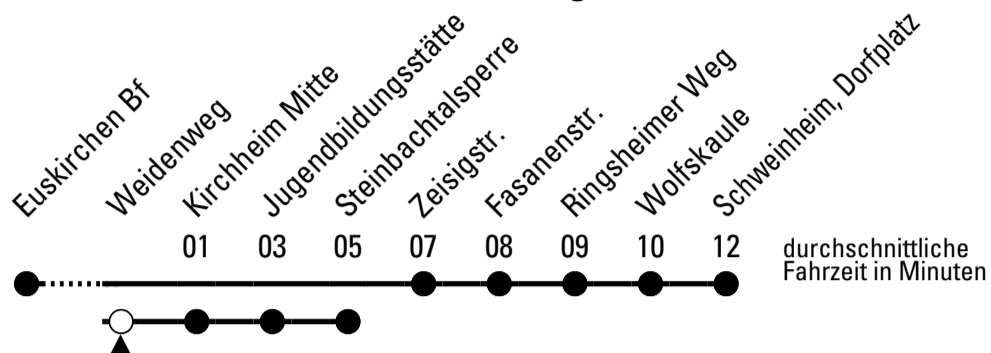 Euskirchen Bf
Weidenweg
Kirchheim Mitte
Jugendbildungsstätte
Steinbachtalsperre
Zeisigstr.
Fasanenstr.
Ringsheimer Weg
Wolfskaule
Schweinheim, Dorfplatz
01 03 05 07 08 09 10 12
durchschnittliche
Fahrzeit in Minuten